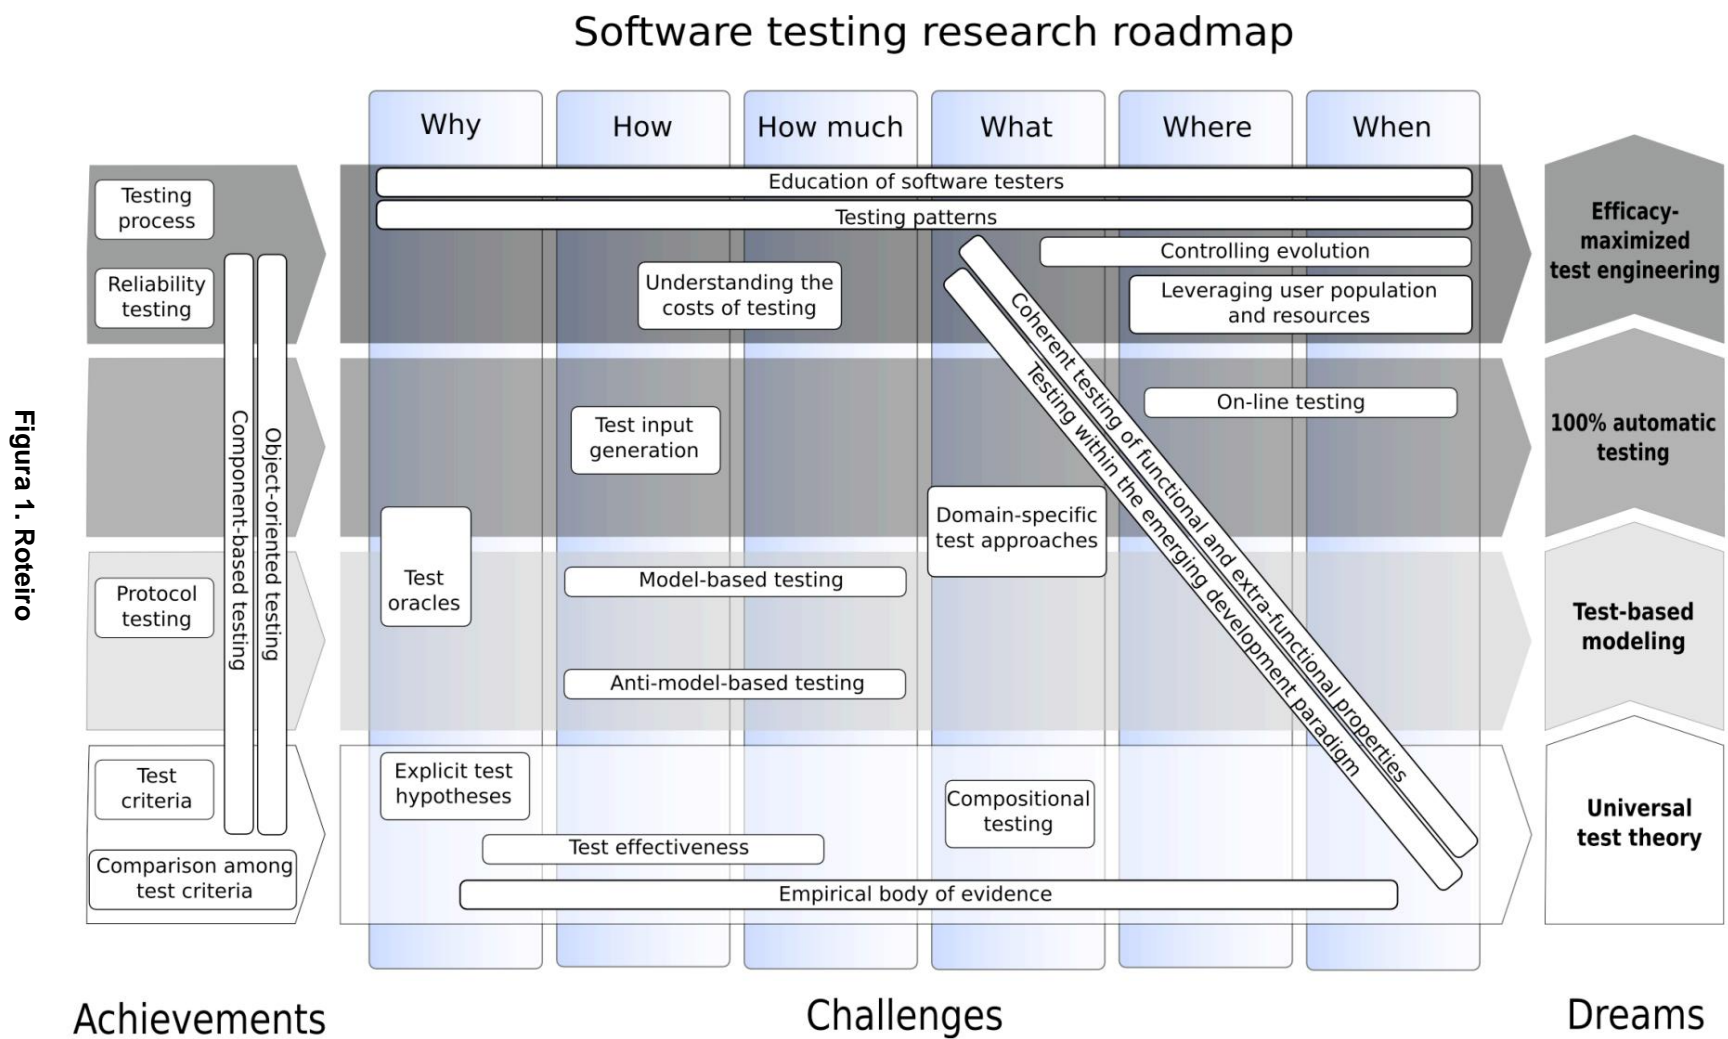 Software testing research roadmap
Why
How
How much
What
Where
When
Testing
process
Reliability
testing
Component-based testing
Object-oriented testing
Protocol
testing
Test
criteria
Comparison among
test criteria
Education of software testers
Testing patterns
Controlling evolution
Understanding the
costs of testing
Leveraging user population
and resources
Coherent testing of functional and extra-functional properties
Testing within the emerging development paradigm
On-line testing
Test input
generation
Domain-specific
test approaches
Test
oracles
Model-based testing
Anti-model-based testing
Explicit test
hypotheses
Compositional
testing
Test effectiveness
Empirical body of evidence
Efficacy-
maximized
test engineering
100% automatic
testing
Test-based
modeling
Universal
test theory
Achievements
Challenges
Dreams
Figura 1. Roteiro